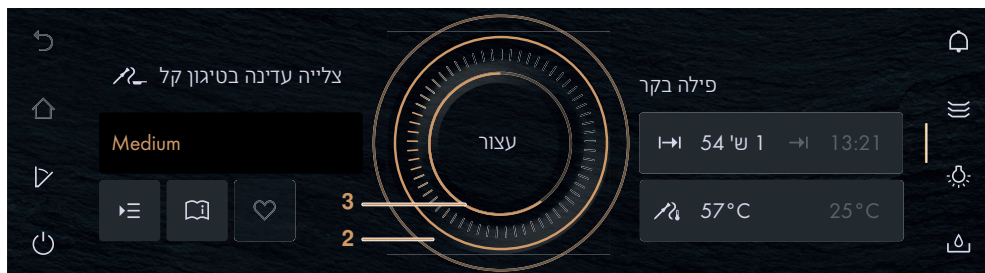 צלייה עדינה בטיגון קל
Medium
עצור
3
2
פילה בקר
1 ש' 54 13:21
57°C 25°C